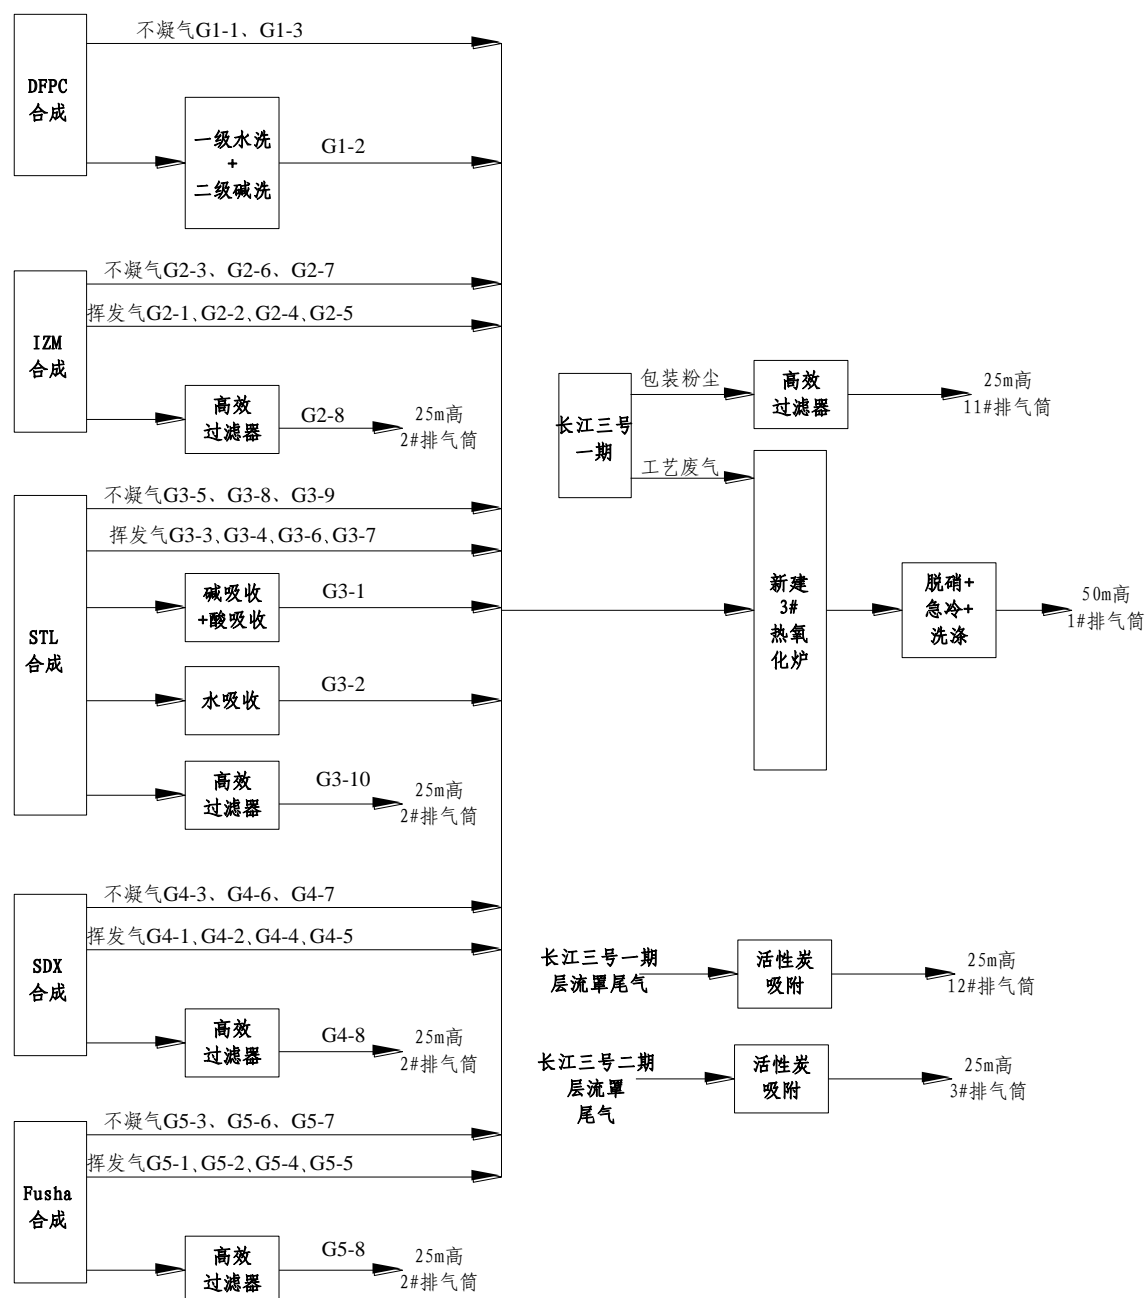 不凝气G1-1、G1-3
DFPC
合成
一级水洗
+
二级碱洗
G1-2
不凝气G2-3、G2-6、G2-7
挥发气G2-1、G2-2、G2-4、G2-5
IZM
合成
高效
过滤器
G2-8
25m高
2#排气筒
不凝气G3-5、G3-8、G3-9
挥发气G3-3、G3-4、G3-6、G3-7
STL
合成
碱吸收
+酸吸收
G3-1
水吸收
G3-2
高效
过滤器
G3-10
25m高
2#排气筒
不凝气G4-3、G4-6、G4-7
挥发气G4-1、G4-2、G4-4、G4-5
SDX
合成
高效
过滤器
G4-8
25m高
2#排气筒
不凝气G5-3、G5-6、G5-7
挥发气G5-1、G5-2、G5-4、G5-5
Fusha
合成
高效
过滤器
G5-8
25m高
2#排气筒
长江三号
一期
包装粉尘
高效
过滤器
25m高
11#排气筒
工艺废气
新建
3#
热氧
化炉
脱硝+
急冷+
洗涤
50m高
1#排气筒
长江三号一期
层流罩尾气
活性炭
吸附
25m高
12#排气筒
长江三号二期
层流罩
尾气
活性炭
吸附
25m高
3#排气筒